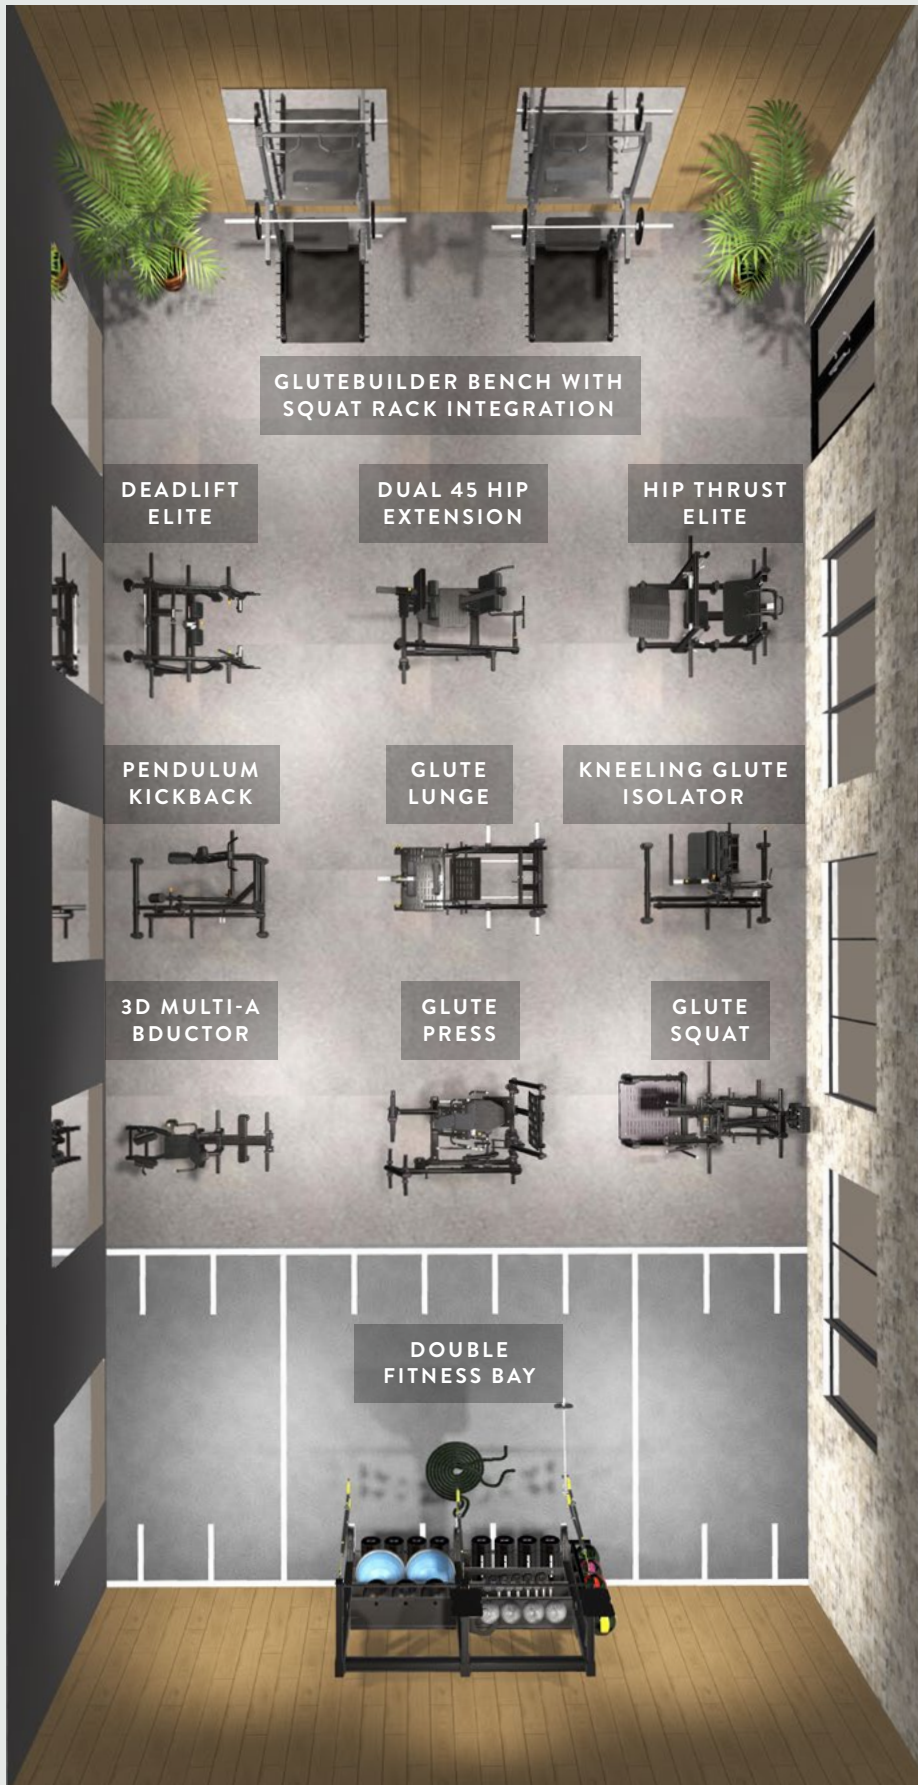 GLUTEBUILDER BENCH WITH
SQUAT RACK INTEGRATION
DEADLIFT
ELITE
DUAL 45 HIP
EXTENSION
HIP THRUST
ELITE
PENDULUM
KICKBACK
GLUTE
LUNGE
KNEELING GLUTE
ISOLATOR
3D MULTI-A
BDUCTOR
GLUTE
PRESS
GLUTE
SQUAT
DOUBLE
FITNESS BAY